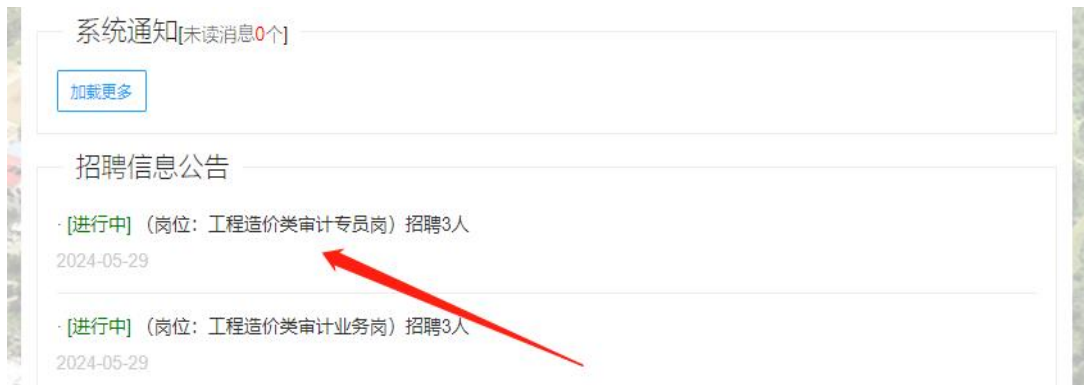 系统通知[未读消息0个]
加载更多
招聘信息公告
· [进行中] （岗位：工程造价类审计专员岗）招聘3人
2024-05-29
· [进行中] （岗位：工程造价类审计业务岗）招聘3人
2024-05-29